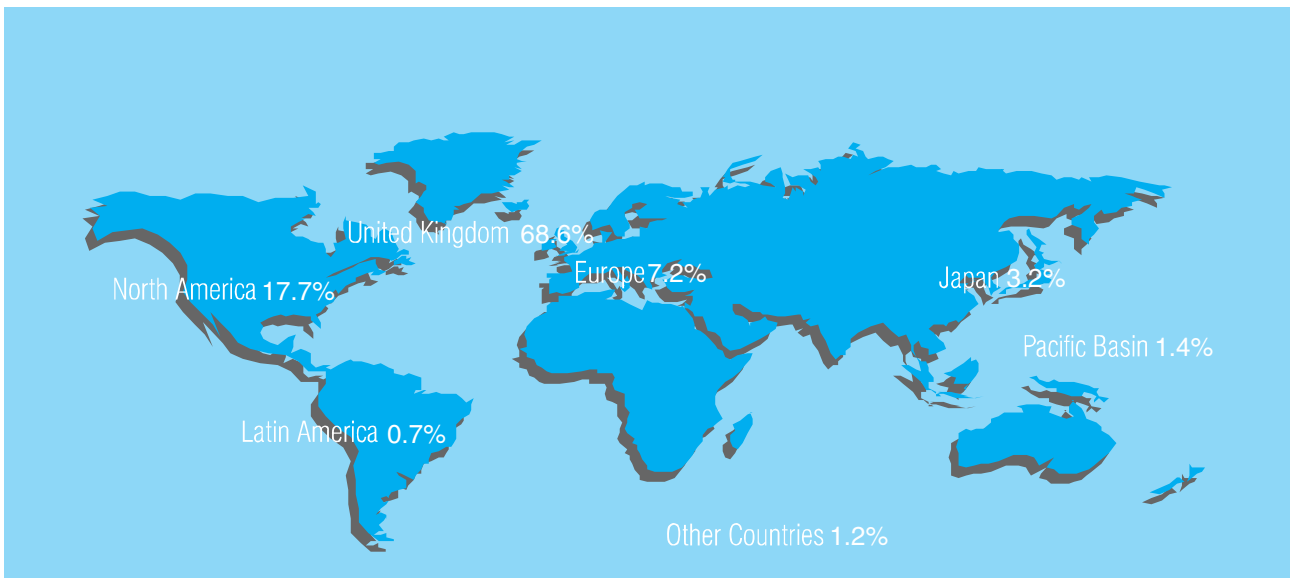 United Kingdom 68.6%
Europe 7.2%
North America 17.7%
Japan 3.2%
Pacific Basin 1.4%
Latin America 0.7%
Other Countries 1.2%